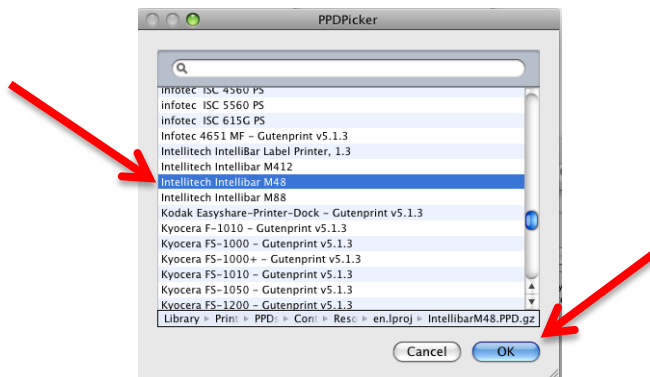 PPDPicker
infotec ISC 4560 PS
infotec ISC 5560 PS
infotec ISC 615G PS
Infotec 4651 MF – Gutenprint v5.1.3
Intellitech IntelliBar Label Printer, 1.3
Intellitech Intellibar M412
Intellitech Intellibar M48
Intellitech Intellibar M88
Kodak Easyshare-Printer-Dock – Gutenprint v5.1.3
Kyocera F-1010 – Gutenprint v5.1.3
Kyocera FS-1000 – Gutenprint v5.1.3
Kyocera FS-1000+ – Gutenprint v5.1.3
Kyocera FS-1010 – Gutenprint v5.1.3
Kyocera FS-1050 – Gutenprint v5.1.3
Kyocera FS-1200 – Gutenprint v5.1.3
Library ▸ Print ▸ PPDs ▸ Cont ▸ Reso ▸ en.lproj ▸ IntellibarM48.PPD.gz
Cancel OK